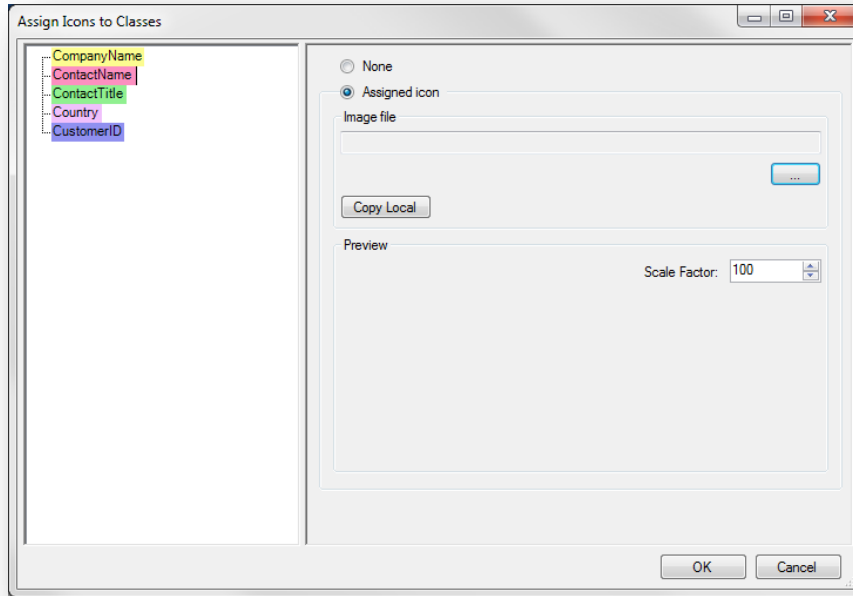 Assign Icons to Classes
CompanyName
ContactName
ContactTitle
Country
CustomerID
None
Assigned icon
Image file
...
Copy Local
Preview
Scale Factor: 100
OK Cancel